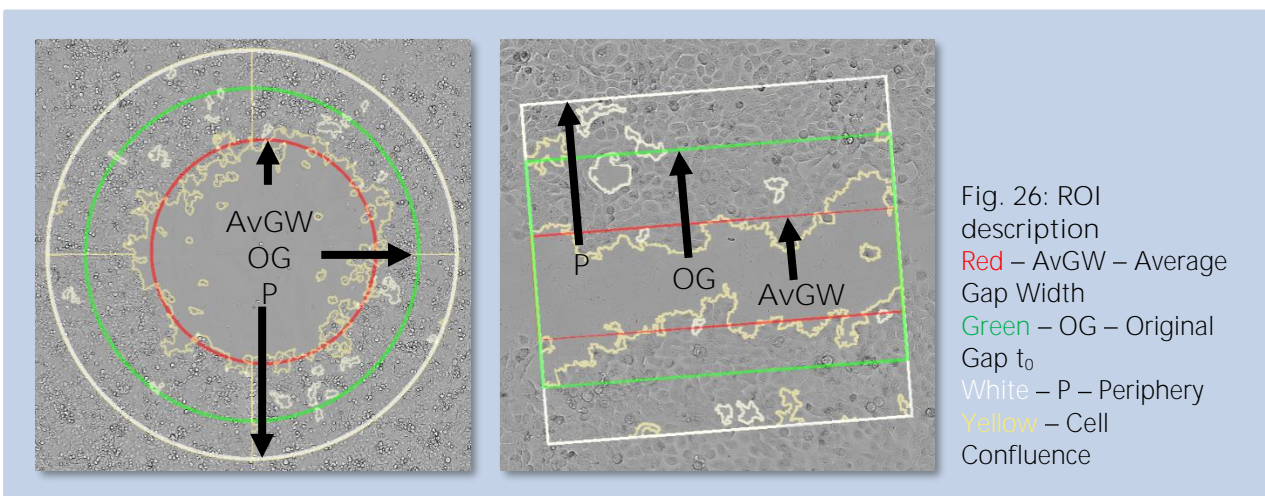 AvGW
OG
P
P
OG
AvGW
Fig. 26: ROI
description
Red – AvGW – Average
Gap Width
Green – OG – Original
Gap t₀
White – P – Periphery
Yellow – Cell
Confluence